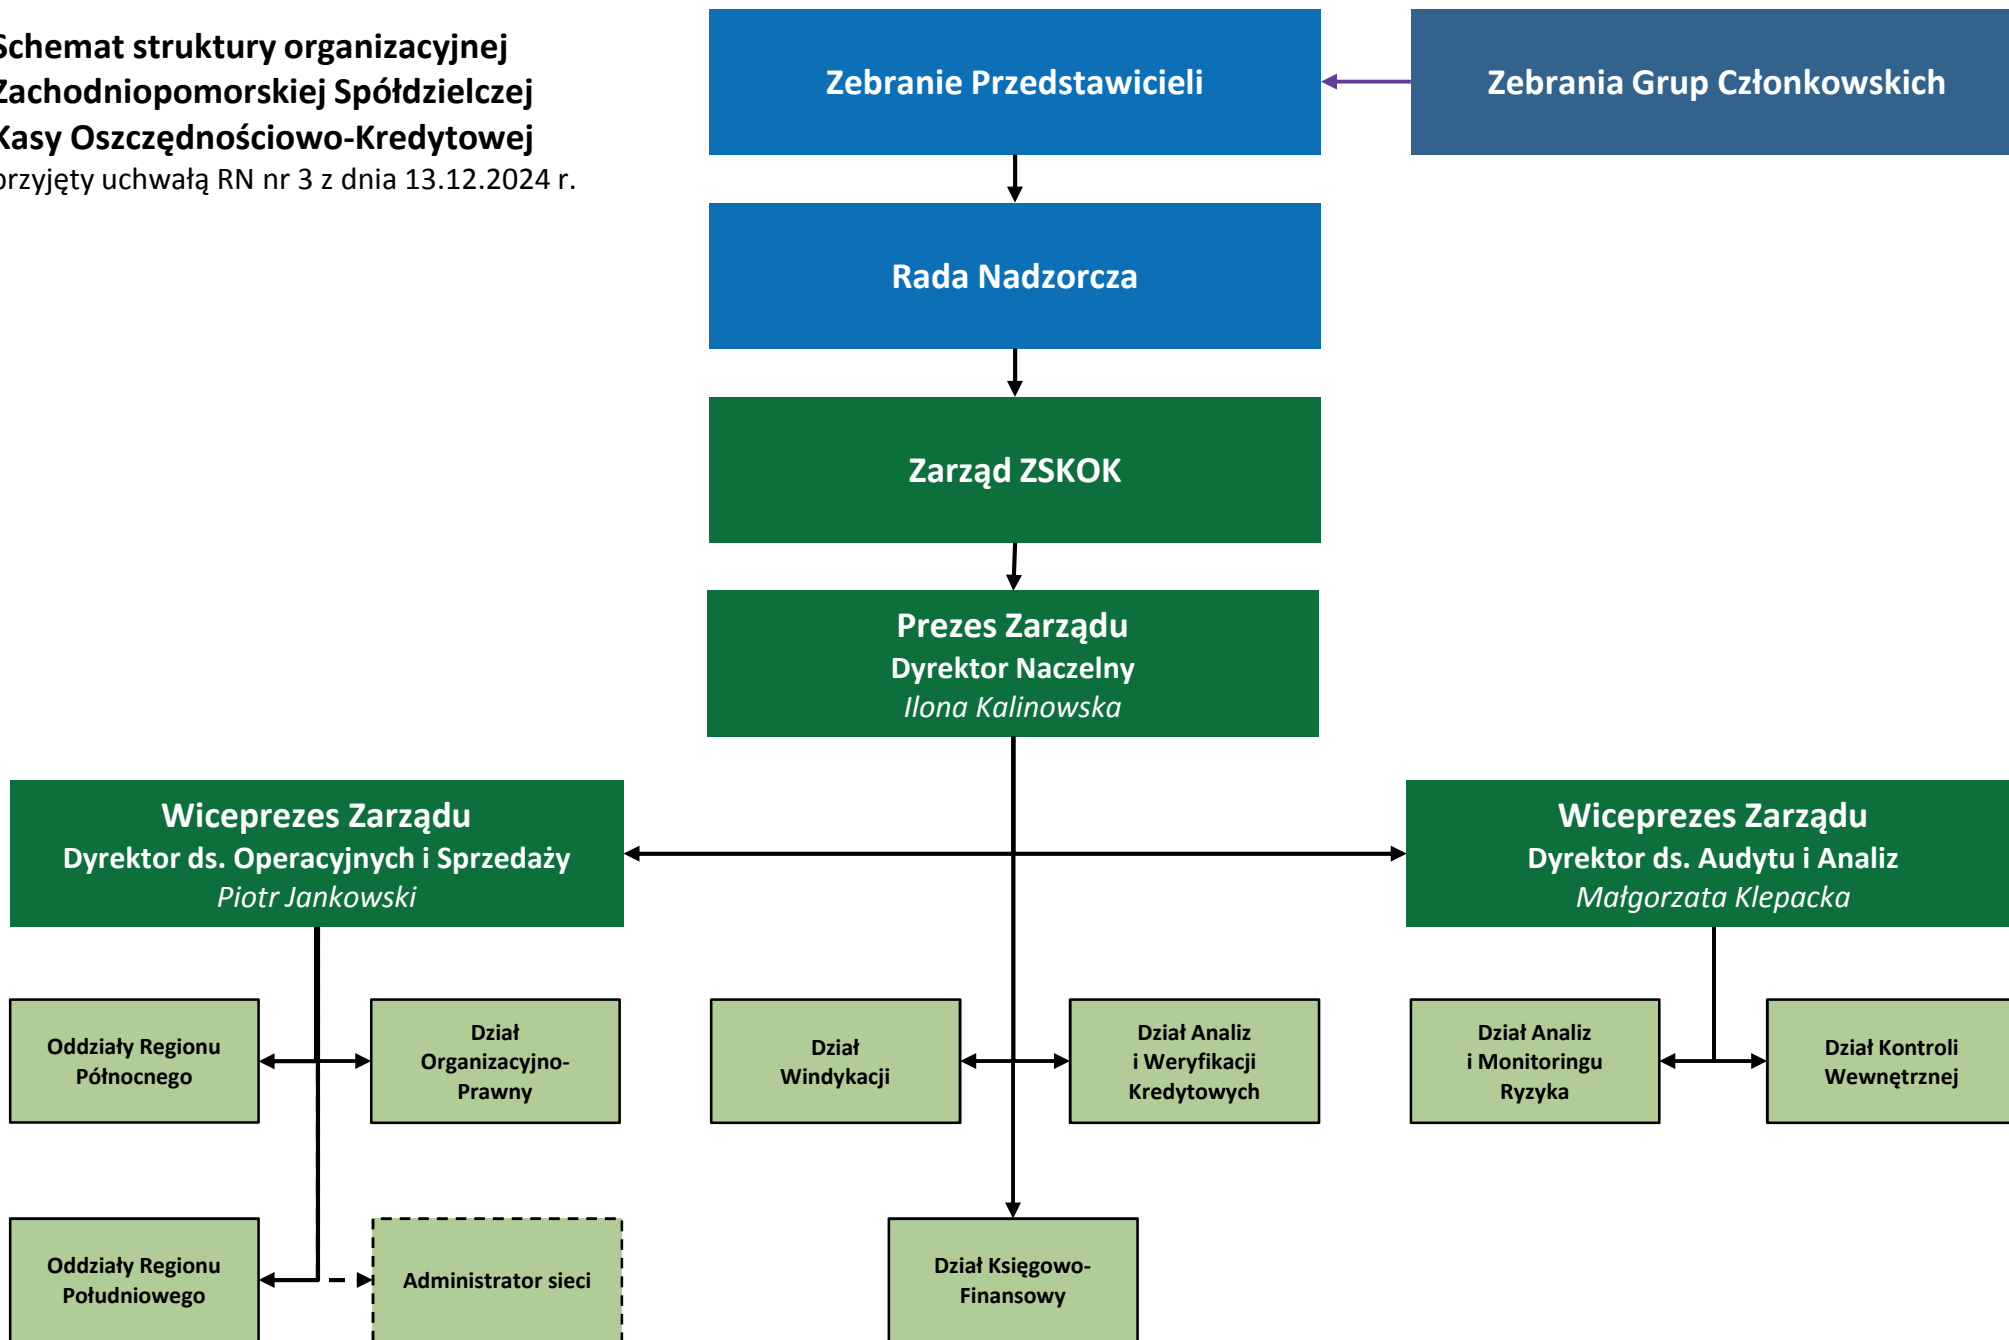 Schemat struktury organizacyjnej
Zachodniopomorskiej Spółdzielczej
Kasy Oszczędnościowo-Kredytowej
przyjęty uchwałą RN nr 3 z dnia 13.12.2024 r.
Zebranie Przedstawicieli
Zebrania Grup Członkowskich
Rada Nadzorcza
Zarząd ZSKOK
Prezes Zarządu
Dyrektor Naczelny
Ilona Kalinowska
Wiceprezes Zarządu
Dyrektor ds. Operacyjnych i Sprzedaży
Piotr Jankowski
Wiceprezes Zarządu
Dyrektor ds. Audytu i Analiz
Małgorzata Klepacka
Oddziały Regionu
Północnego
Dział
Organizacyjno-
Prawny
Dział
Windykacji
Dział Analiz
i Weryfikacji
Kredytowych
Dział Analiz
i Monitoringu
Ryzyka
Dział Kontroli
Wewnętrznej
Oddziały Regionu
Południowego
Administrator sieci
Dział Księgowo-
Finansowy